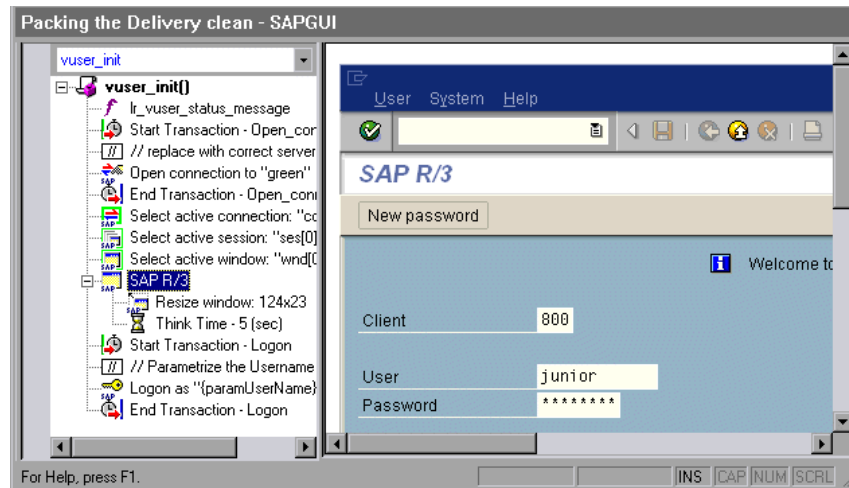 Packing the Delivery clean - SAPGUI
vuser_init
vuser_init()
lr_vuser_status_message
Start Transaction - Open_con
// replace with correct server
Open connection to "green"
End Transaction - Open_conn
Select active connection: "co
Select active session: "ses[0]
Select active window: "wnd[0
SAP R/3
Resize window: 124x23
Think Time - 5 (sec)
Start Transaction - Logon
// Parametrize the Username
Logon as "{paramUserName}
End Transaction - Logon
User System Help
SAP R/3
New password
Welcome to
Client 800
User junior
Password ********
For Help, press F1.
INS CAP NUM SCRL